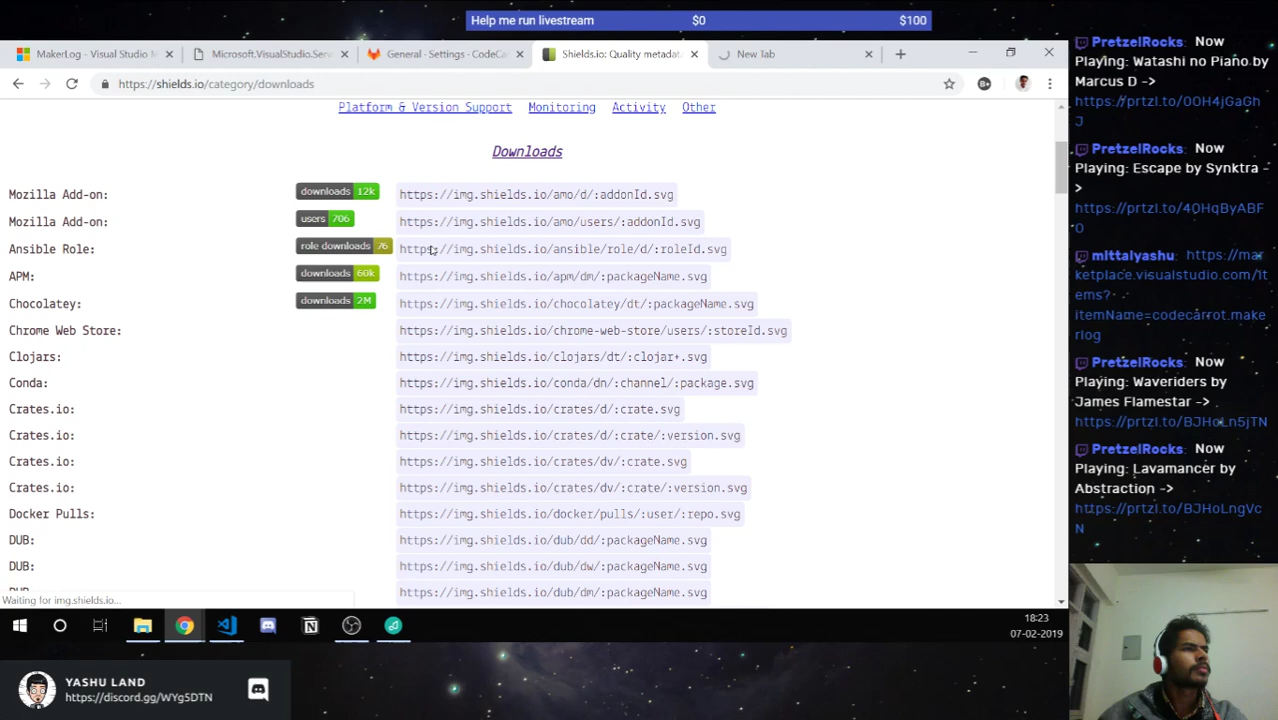 Help me run livestream $0 $100
MakerLog - Visual Studio M
Microsoft.VisualStudio.Serv
General - Settings - CodeCa
Shields.io: Quality metadat
New Tab
https://shields.io/category/downloads
Platform & Version Support Monitoring Activity Other
Downloads
Mozilla Add-on: downloads 12k https://img.shields.io/amo/d/:addonId.svg
Mozilla Add-on: users 706 https://img.shields.io/amo/users/:addonId.svg
Ansible Role: role downloads 76 https://img.shields.io/ansible/role/d/:roleId.svg
APM: downloads 60k https://img.shields.io/apm/dm/:packageName.svg
Chocolatey: downloads 2M https://img.shields.io/chocolatey/dt/:packageName.svg
Chrome Web Store: https://img.shields.io/chrome-web-store/users/:storeId.svg
Clojars: https://img.shields.io/clojars/dt/:clojar+.svg
Conda: https://img.shields.io/conda/dn/:channel/:package.svg
Crates.io: https://img.shields.io/crates/d/:crate.svg
Crates.io: https://img.shields.io/crates/d/:crate/:version.svg
Crates.io: https://img.shields.io/crates/dv/:crate.svg
Crates.io: https://img.shields.io/crates/dv/:crate/:version.svg
Docker Pulls: https://img.shields.io/docker/pulls/:user/:repo.svg
DUB: https://img.shields.io/dub/dd/:packageName.svg
DUB: https://img.shields.io/dub/dw/:packageName.svg
DUB: https://img.shields.io/dub/dm/:packageName.svg
Waiting for img.shields.io...
18:23
07-02-2019
YASHU LAND
https://discord.gg/WYg5DTN
PretzelRocks: Now
Playing: Watashi no Piano by
Marcus D ->
https://prtzl.to/00H4jGaGh
J
PretzelRocks: Now
Playing: Escape by Synktra -
>
https://prtzl.to/4QHqByABF
0
mittalyashu: https://mar
ketplace.visualstudio.com/it
ems?
itemName=codecarrot.make
rlog
PretzelRocks: Now
Playing: Waveriders by
James Flamestar ->
https://prtzl.to/BJHoLn5jTN
PretzelRocks: Now
Playing: Lavamancer by
Abstraction ->
https://prtzl.to/BJHoLngVc
N